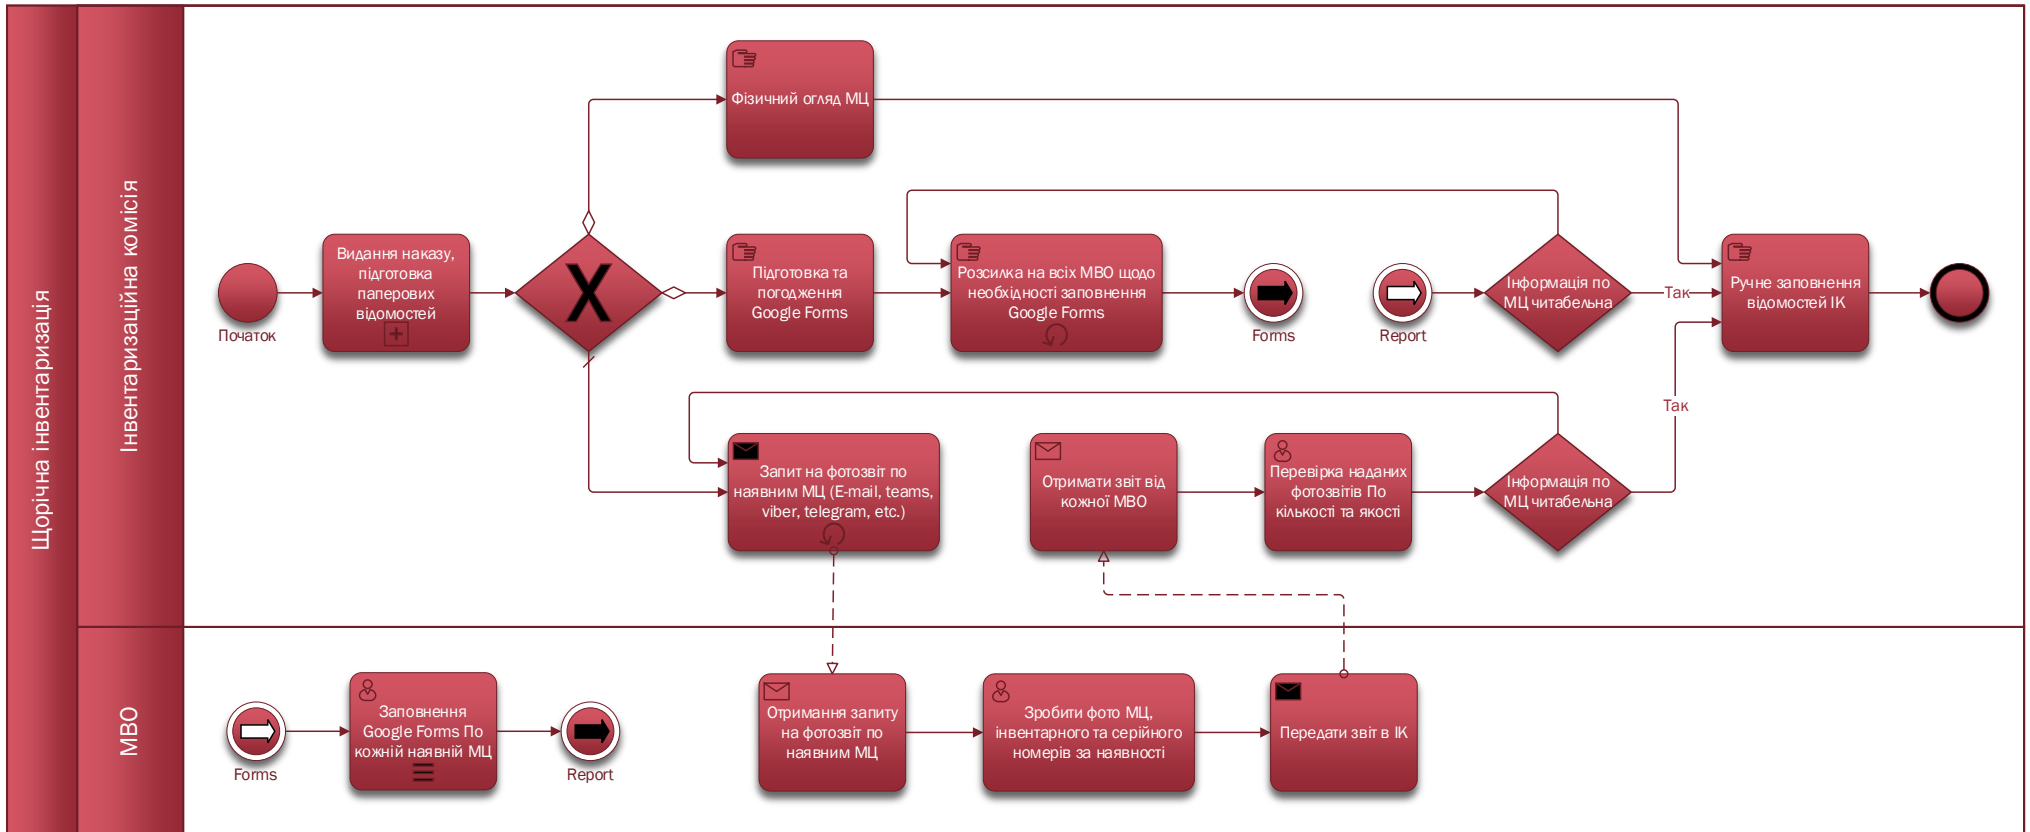 Щорічна інвентаризація
Інвентаризаційна комісія
Початок
Видання наказу,
підготовка
паперових
відомостей
X
Фізичний огляд МЦ
Підготовка та
погодження
Google Forms
Розсилка на всіх МВО щодо
необхідності заповнення
Google Forms
Forms
Report
Інформація по
МЦ читабельна
Так
Ручне заповнення
відомостей ІК
Запит на фотозвіт по
наявним МЦ (E-mail, teams,
viber, telegram, etc.)
Отримати звіт від
кожної МВО
Перевірка наданих
фотозвітів По
кількості та якості
Інформація по
МЦ читабельна
Так
МВО
Forms
Заповнення
Google Forms По
кожній наявній МЦ
Report
Отримання запиту
на фотозвіт по
наявним МЦ
Зробити фото МЦ,
інвентарного та серійного
номерів за наявності
Передати звіт в ІК